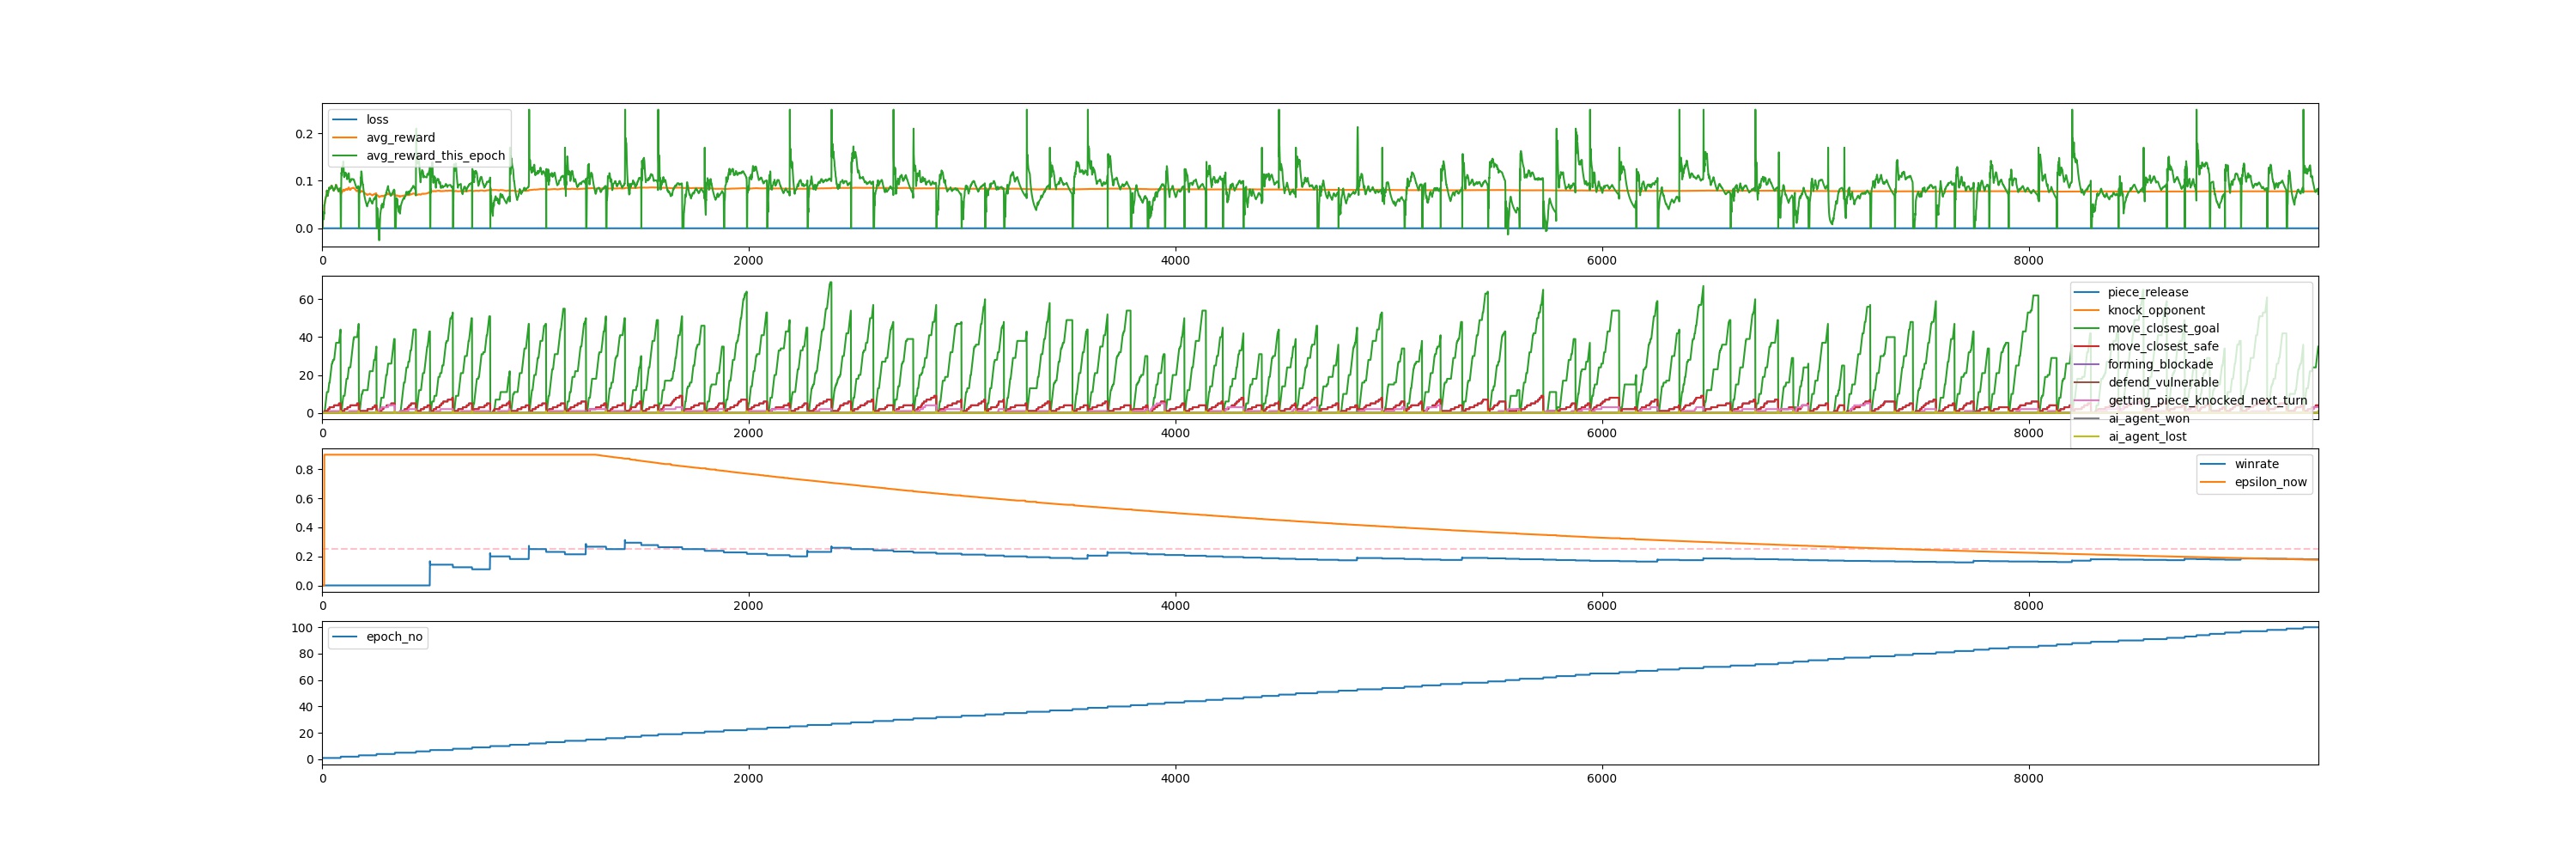 loss
avg_reward
avg_reward_this_epoch
0.2
0.1
0.0
0 2000 4000 6000 8000
piece_release
knock_opponent
move_closest_goal
move_closest_safe
forming_blockade
defend_vulnerable
getting_piece_knocked_next_turn
ai_agent_won
ai_agent_lost
60
40
20
0
0 2000 4000 6000 8000
winrate
epsilon_now
0.8
0.6
0.4
0.2
0.0
0 2000 4000 6000 8000
epoch_no
100
80
60
40
20
0
0 2000 4000 6000 8000